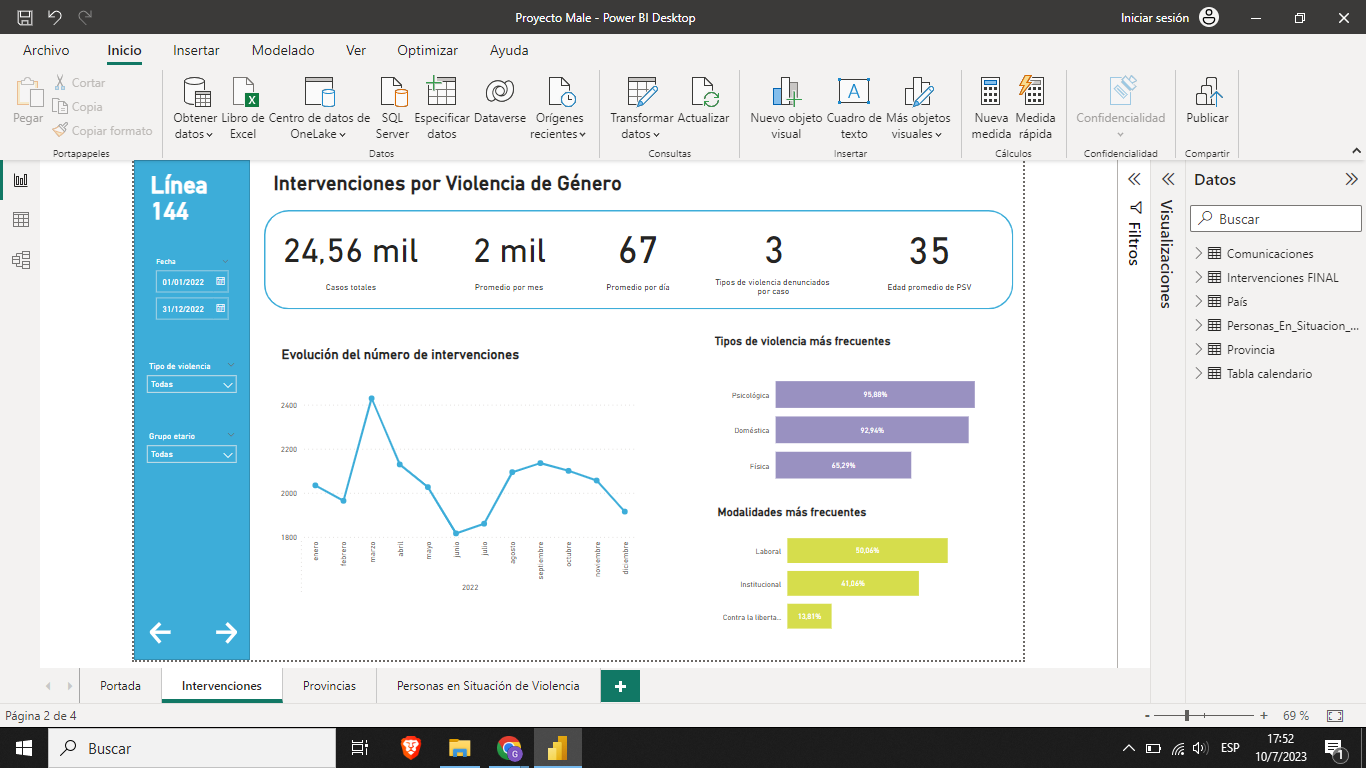 Proyecto Male - Power BI Desktop
Iniciar sesión
Archivo
Inicio
Insertar
Modelado
Ver
Optimizar
Ayuda
Pegar
Cortar
Copia
Copiar formato
Portapapeles
Obtener datos
Libro de Excel
Centro de datos de OneLake
SQL Server
Especificar datos
Dataverse
Orígenes recientes
Datos
Transformar datos
Actualizar
Consultas
Nuevo objeto visual
Cuadro de texto
Más objetos visuales
Insertar
Nueva medida
Medida rápida
Cálculos
Confidencialidad
Confidencialidad
Publicar
Compartir
Línea
144
Fecha
01/01/2022
31/12/2022
Tipo de violencia
Todas
Grupo etario
Todas
Intervenciones por Violencia de Género
24,56 mil
Casos totales
2 mil
Promedio por mes
67
Promedio por día
3
Tipos de violencia denunciados
por caso
35
Edad promedio de PSV
Evolución del número de intervenciones
2400
2200
2000
1800
enero
febrero
marzo
abril
mayo
junio
julio
agosto
septiembre
octubre
noviembre
diciembre
2022
Tipos de violencia más frecuentes
Psicológica 95,88%
Doméstica 92,94%
Física 65,29%
Modalidades más frecuentes
Laboral 50,06%
Institucional 41,06%
Contra la liberta... 13,81%
Filtros
Visualizaciones
Datos
Buscar
Comunicaciones
Intervenciones FINAL
País
Personas_En_Situacion_...
Provincia
Tabla calendario
Portada
Intervenciones
Provincias
Personas en Situación de Violencia
+
Página 2 de 4
- + 69 %
Buscar
G
ESP
17:52
10/7/2023
1